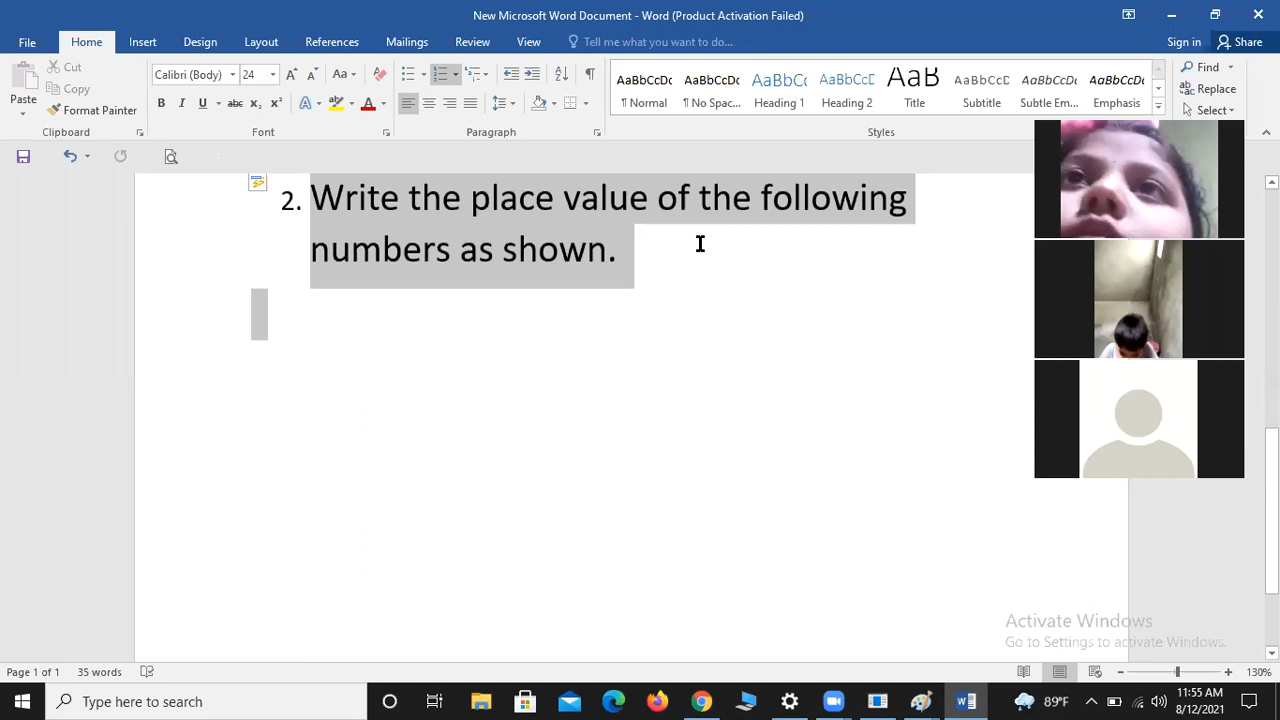 New Microsoft Word Document - Word (Product Activation Failed)
File Home Insert Design Layout References Mailings Review View Tell me what you want to do... Sign in Share
Cut
Copy
Format Painter
Paste
Clipboard
Calibri (Body) 24
Font
Paragraph
AaBbCcDc AaBbCcDc AaBbCc AaBbCcD AaB AaBbCcD AaBbCcDc AaBbCcDc
¶ Normal ¶ No Spac... Heading 1 Heading 2 Title Subtitle Subtle Em... Emphasis
Styles
Find
Replace
Select
2. Write the place value of the following
numbers as shown.
Activate Windows
Go to Settings to activate Windows.
Page 1 of 1 35 words 130%
Type here to search
89°F
11:55 AM
8/12/2021